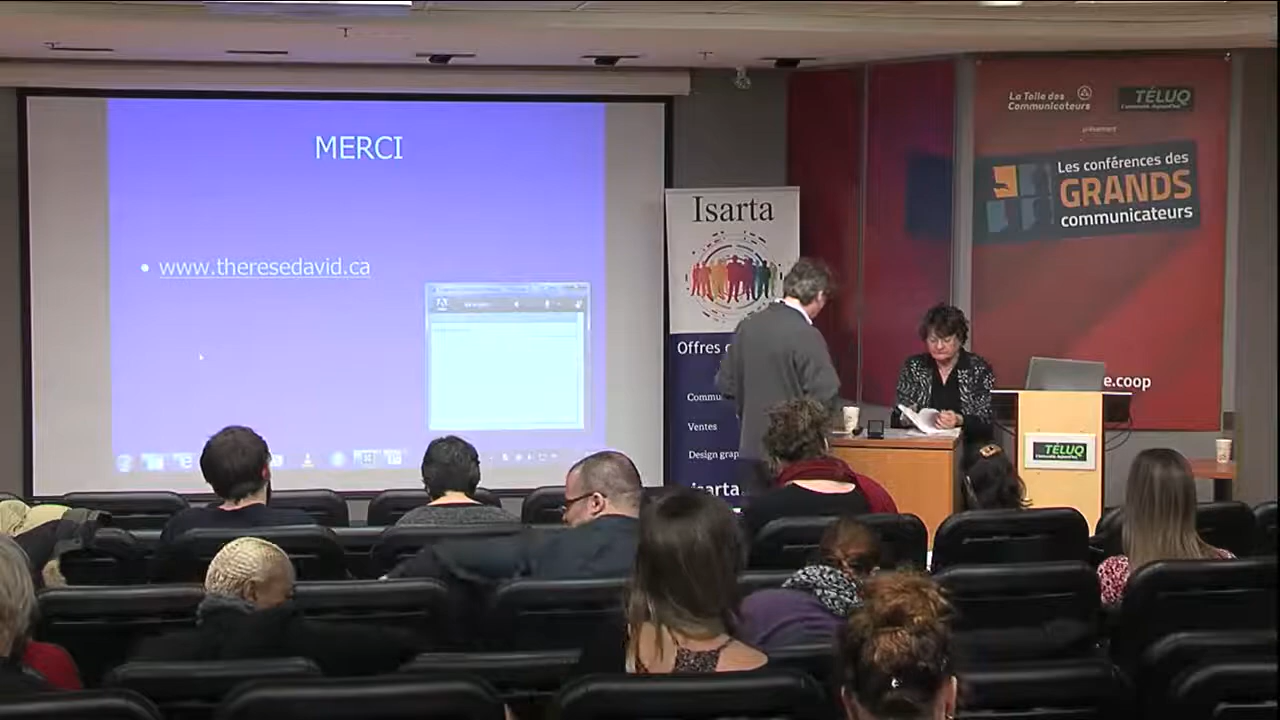 MERCI
• www.theresedavid.ca
Isarta
Offres
Ventes
Design grap
isarta
La Toile des
Communicateurs
TÉLUQ
présentent
Les conférences des
GRANDS
communicateurs
e.coop
TÉLUQ